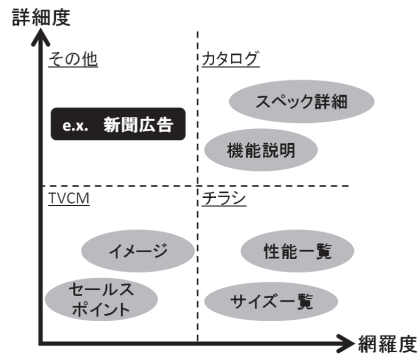 詳細度
その他
カタログ
スペック詳細
e.x. 新聞広告
機能説明
TVCM
チラシ
イメージ
性能一覧
セールス
ポイント
サイズ一覧
網羅度